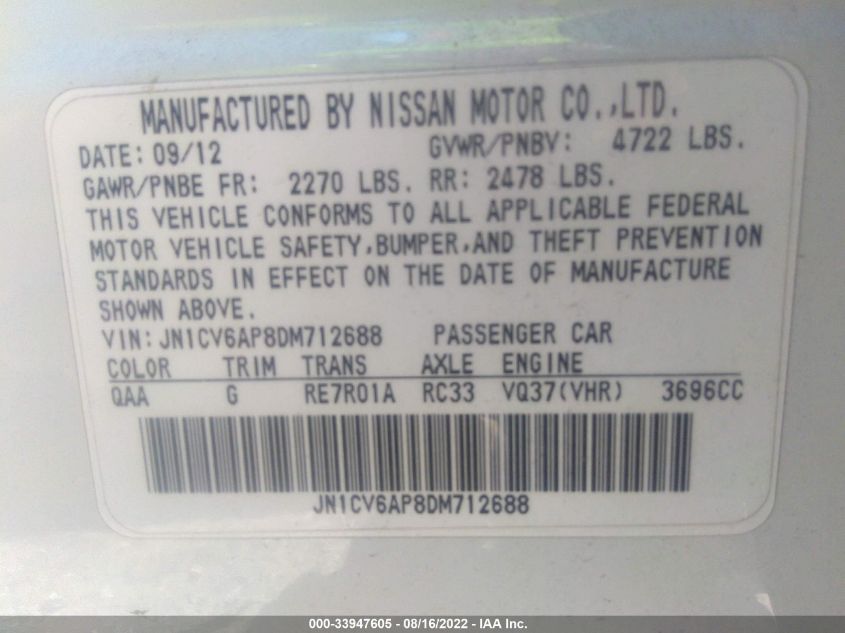 MANUFACTURED BY NISSAN MOTOR CO.,LTD.
DATE: 09/12 GVWR/PNBV: 4722 LBS.
GAWR/PNBE FR: 2270 LBS. RR: 2478 LBS.
THIS VEHICLE CONFORMS TO ALL APPLICABLE FEDERAL
MOTOR VEHICLE SAFETY,BUMPER,AND THEFT PREVENTION
STANDARDS IN EFFECT ON THE DATE OF MANUFACTURE
SHOWN ABOVE.
VIN:JN1CV6AP8DM712688 PASSENGER CAR
COLOR TRIM TRANS AXLE ENGINE
QAA G RE7R01A RC33 VQ37(VHR) 3696CC
JN1CV6AP8DM712688
000-33947605 - 08/16/2022 - IAA Inc.